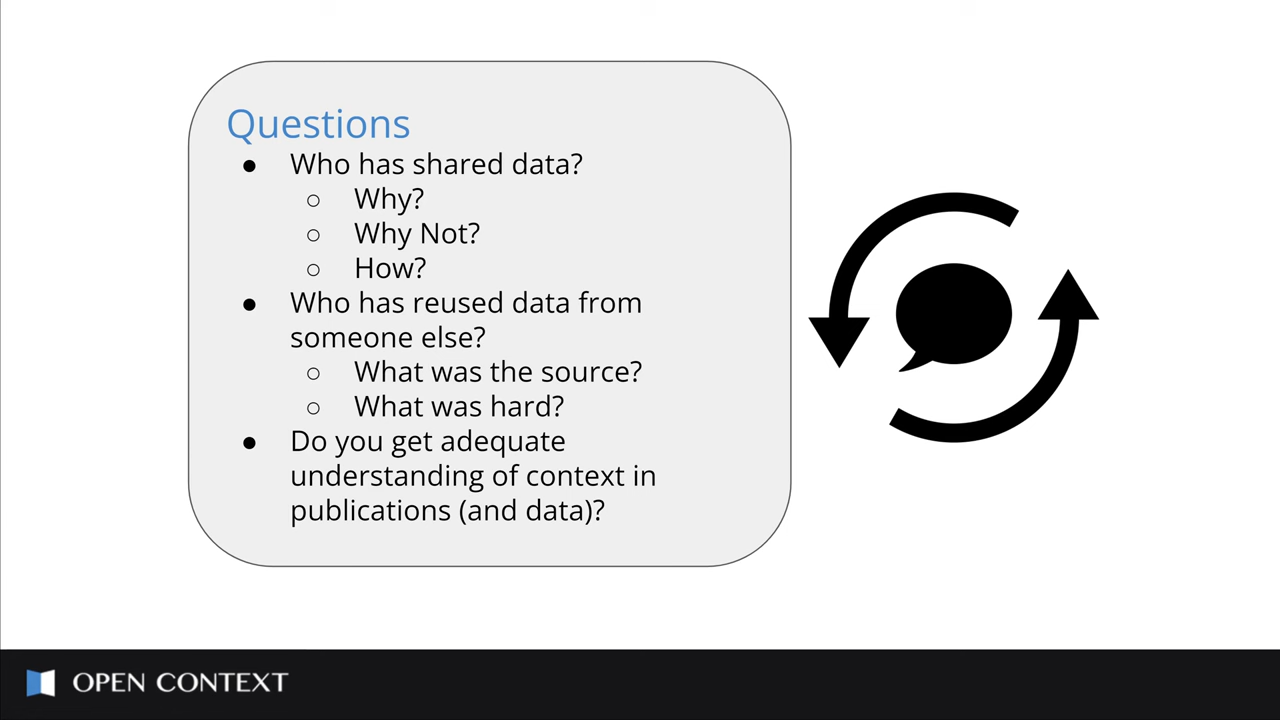 Questions
● Who has shared data?
○ Why?
○ Why Not?
○ How?
● Who has reused data from
someone else?
○ What was the source?
○ What was hard?
● Do you get adequate
understanding of context in
publications (and data)?
OPEN CONTEXT